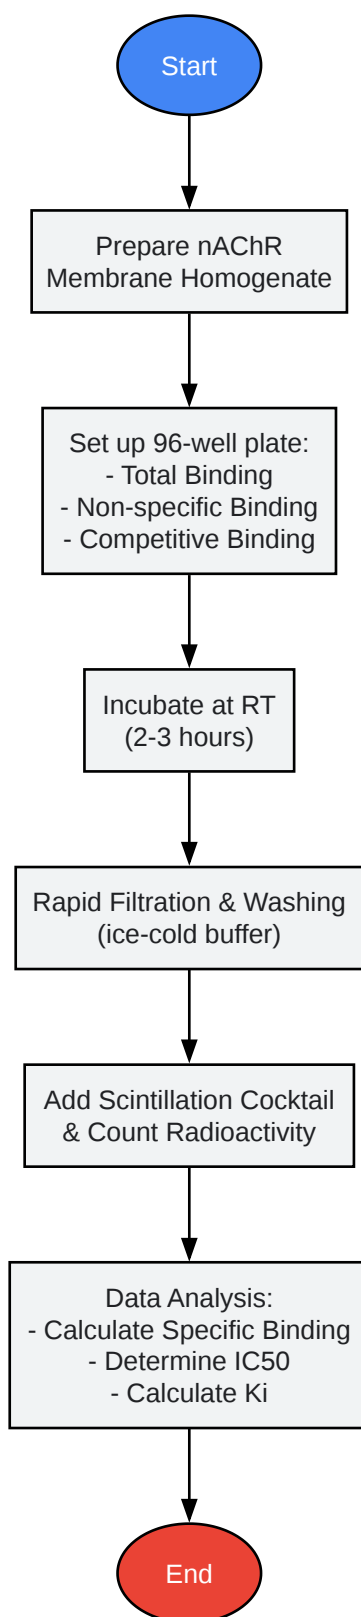 Start
Prepare nAChR
Membrane Homogenate
Set up 96-well plate:
- Total Binding
- Non-specific Binding
- Competitive Binding
Incubate at RT
(2-3 hours)
Rapid Filtration & Washing
(ice-cold buffer)
Add Scintillation Cocktail
& Count Radioactivity
Data Analysis:
- Calculate Specific Binding
- Determine IC50
- Calculate Ki
End